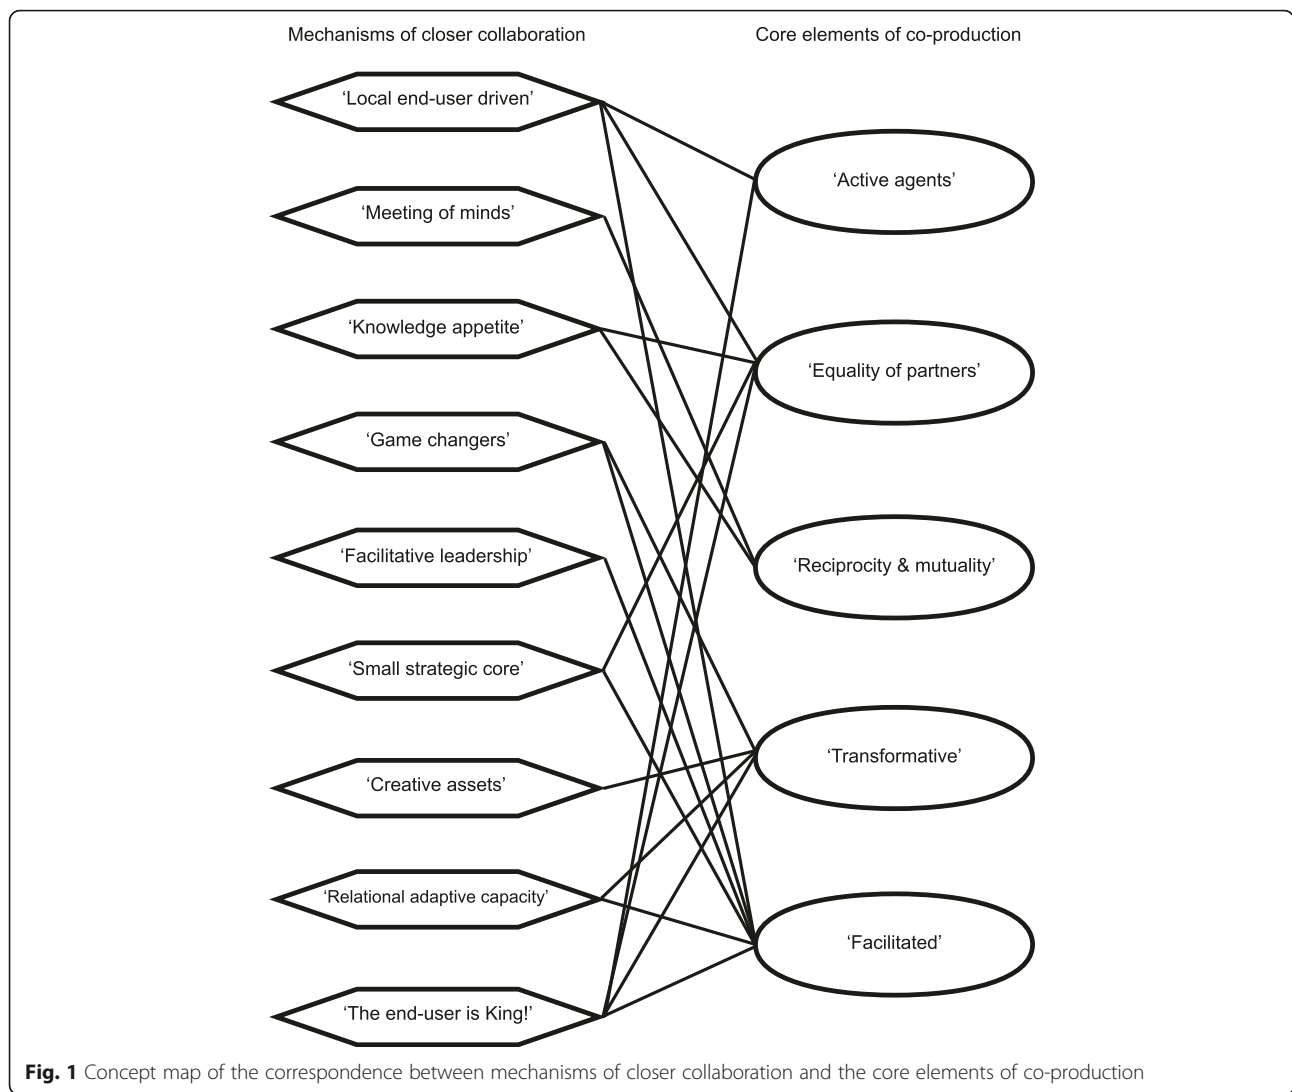 Mechanisms of closer collaboration
Core elements of co-production
‘Local end-user driven’
‘Meeting of minds’
‘Knowledge appetite’
‘Game changers’
‘Facilitative leadership’
‘Small strategic core’
‘Creative assets’
‘Relational adaptive capacity’
‘The end-user is King!’
‘Active agents’
‘Equality of partners’
‘Reciprocity & mutuality’
‘Transformative’
‘Facilitated’
Fig. 1 Concept map of the correspondence between mechanisms of closer collaboration and the core elements of co-production